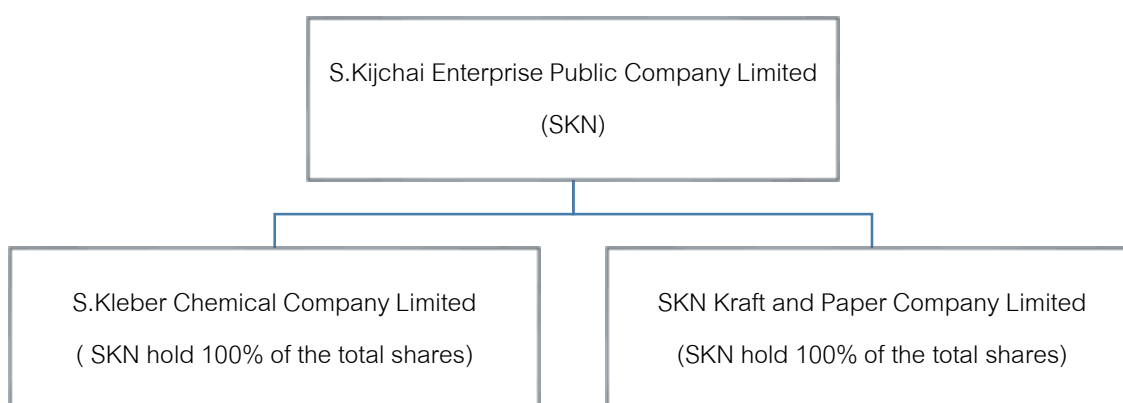 S.Kijchai Enterprise Public Company Limited
(SKN)
S.Kleber Chemical Company Limited
( SKN hold 100% of the total shares)
SKN Kraft and Paper Company Limited
(SKN hold 100% of the total shares)